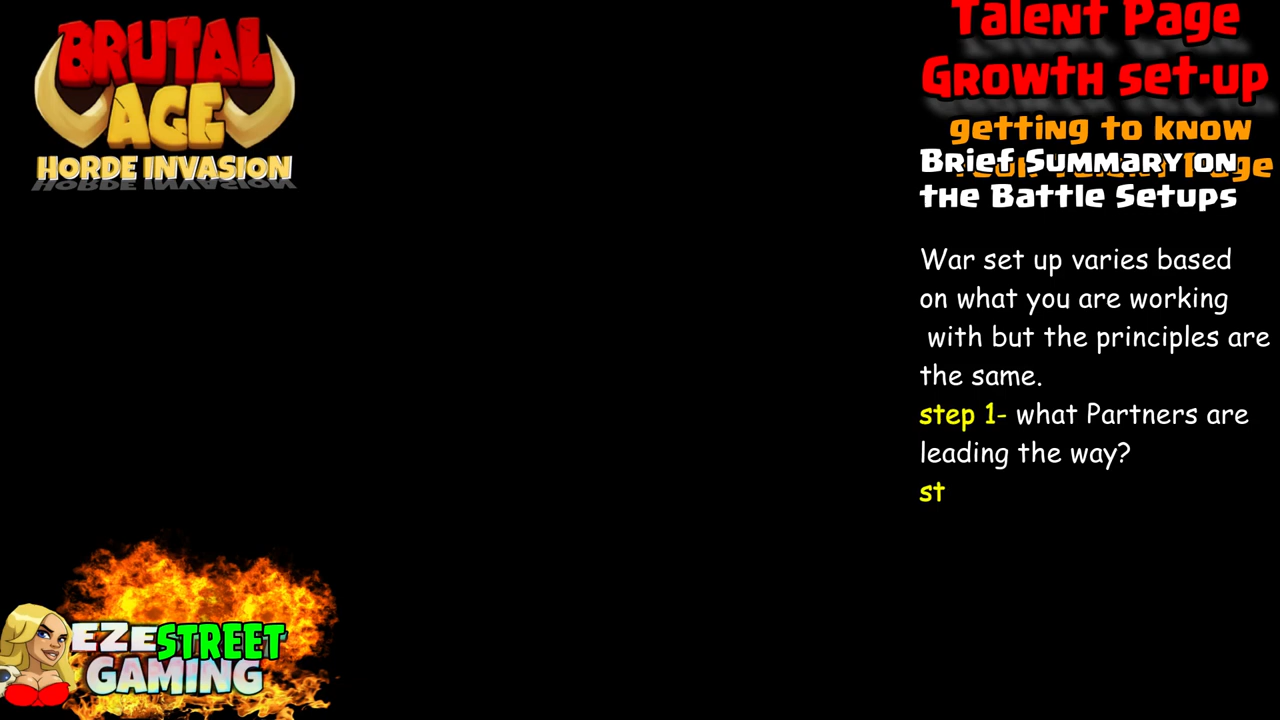 BRUTAL
AGE
HORDE INVASION
Talent Page
Growth set-up
getting to know
Page
Brief Summary on
the Battle Setups
War set up varies based
on what you are working
with but the principles are
the same.
step 1- what Partners are
leading the way?
st
EZESTREET
GAMING